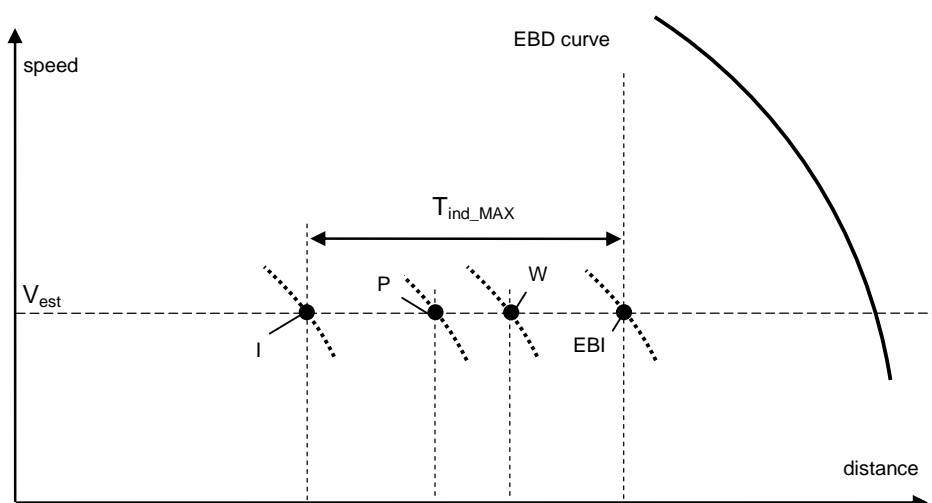 EBD curve
speed
T_ind_MAX
W
P
V_est
I
EBI
distance